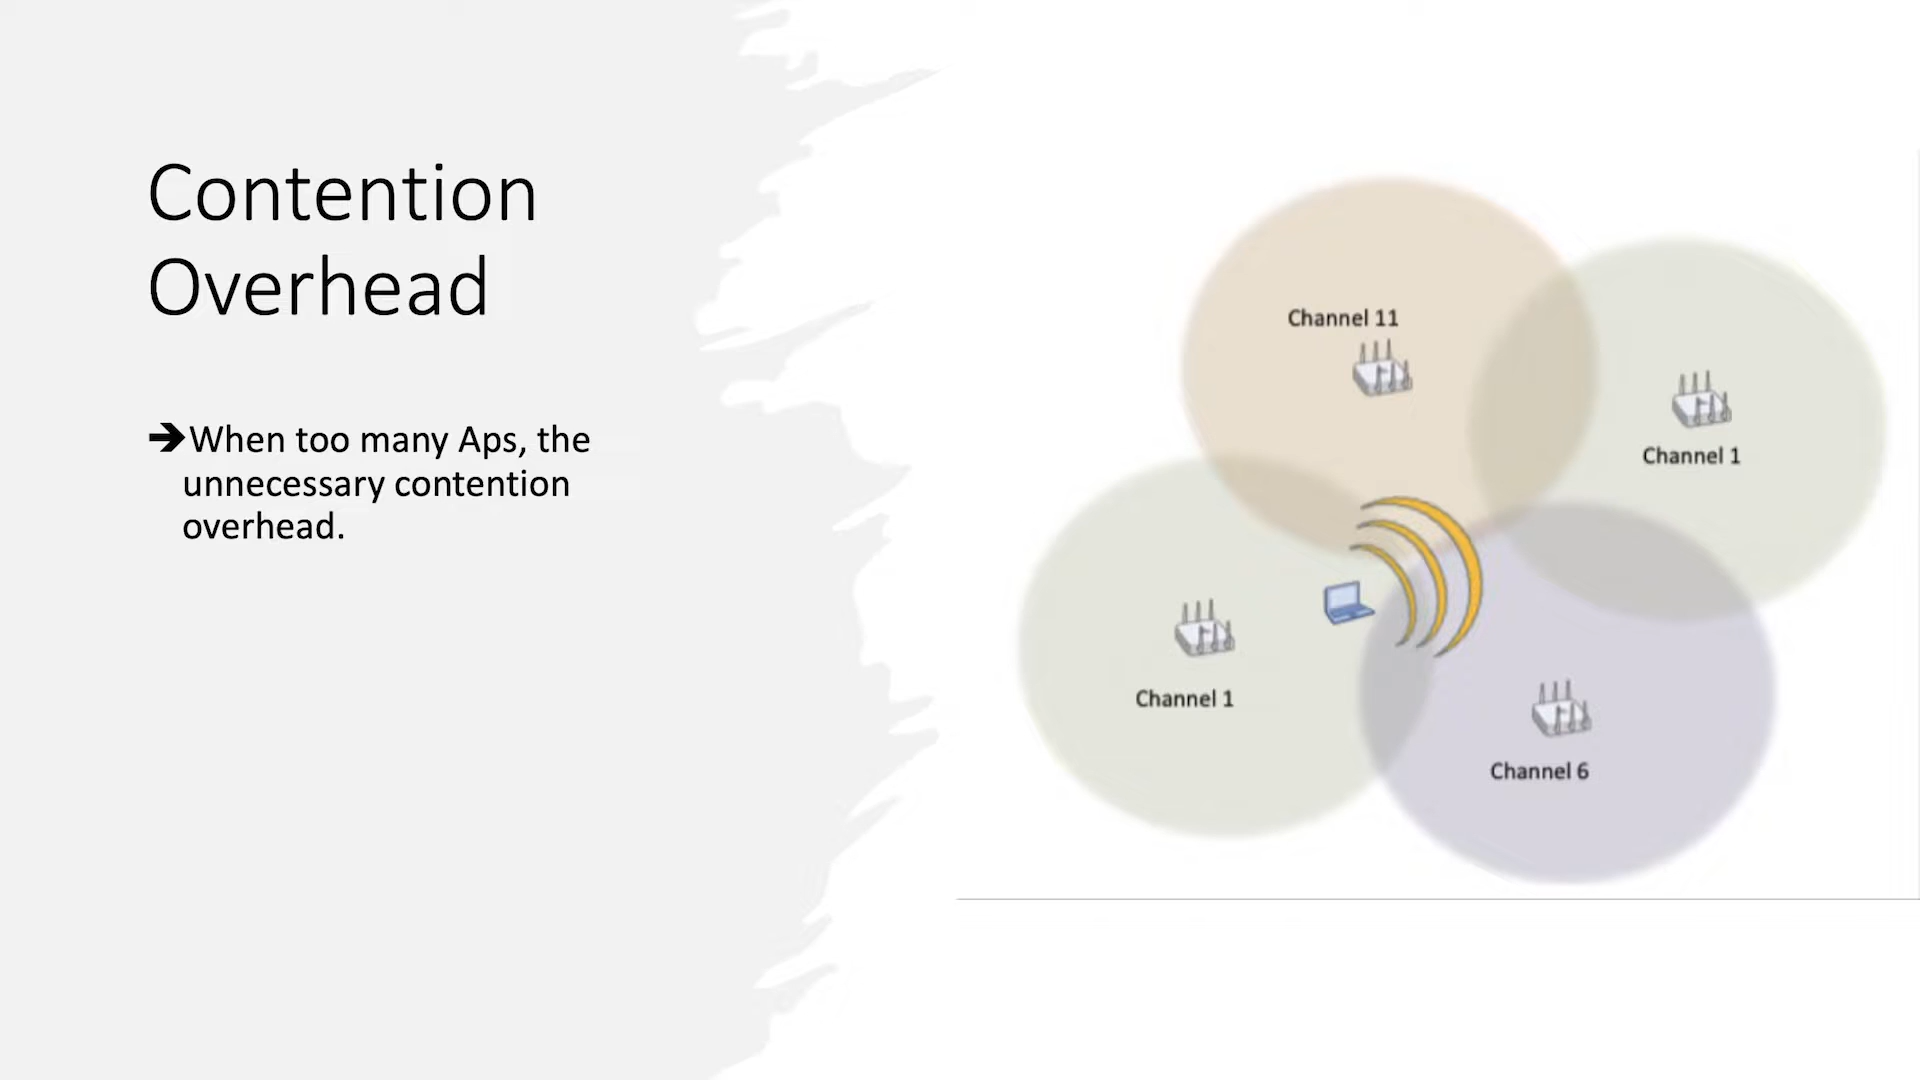 Contention
Overhead
➔When too many Aps, the
unnecessary contention
overhead.
Channel 11
Channel 1
Channel 1
Channel 6